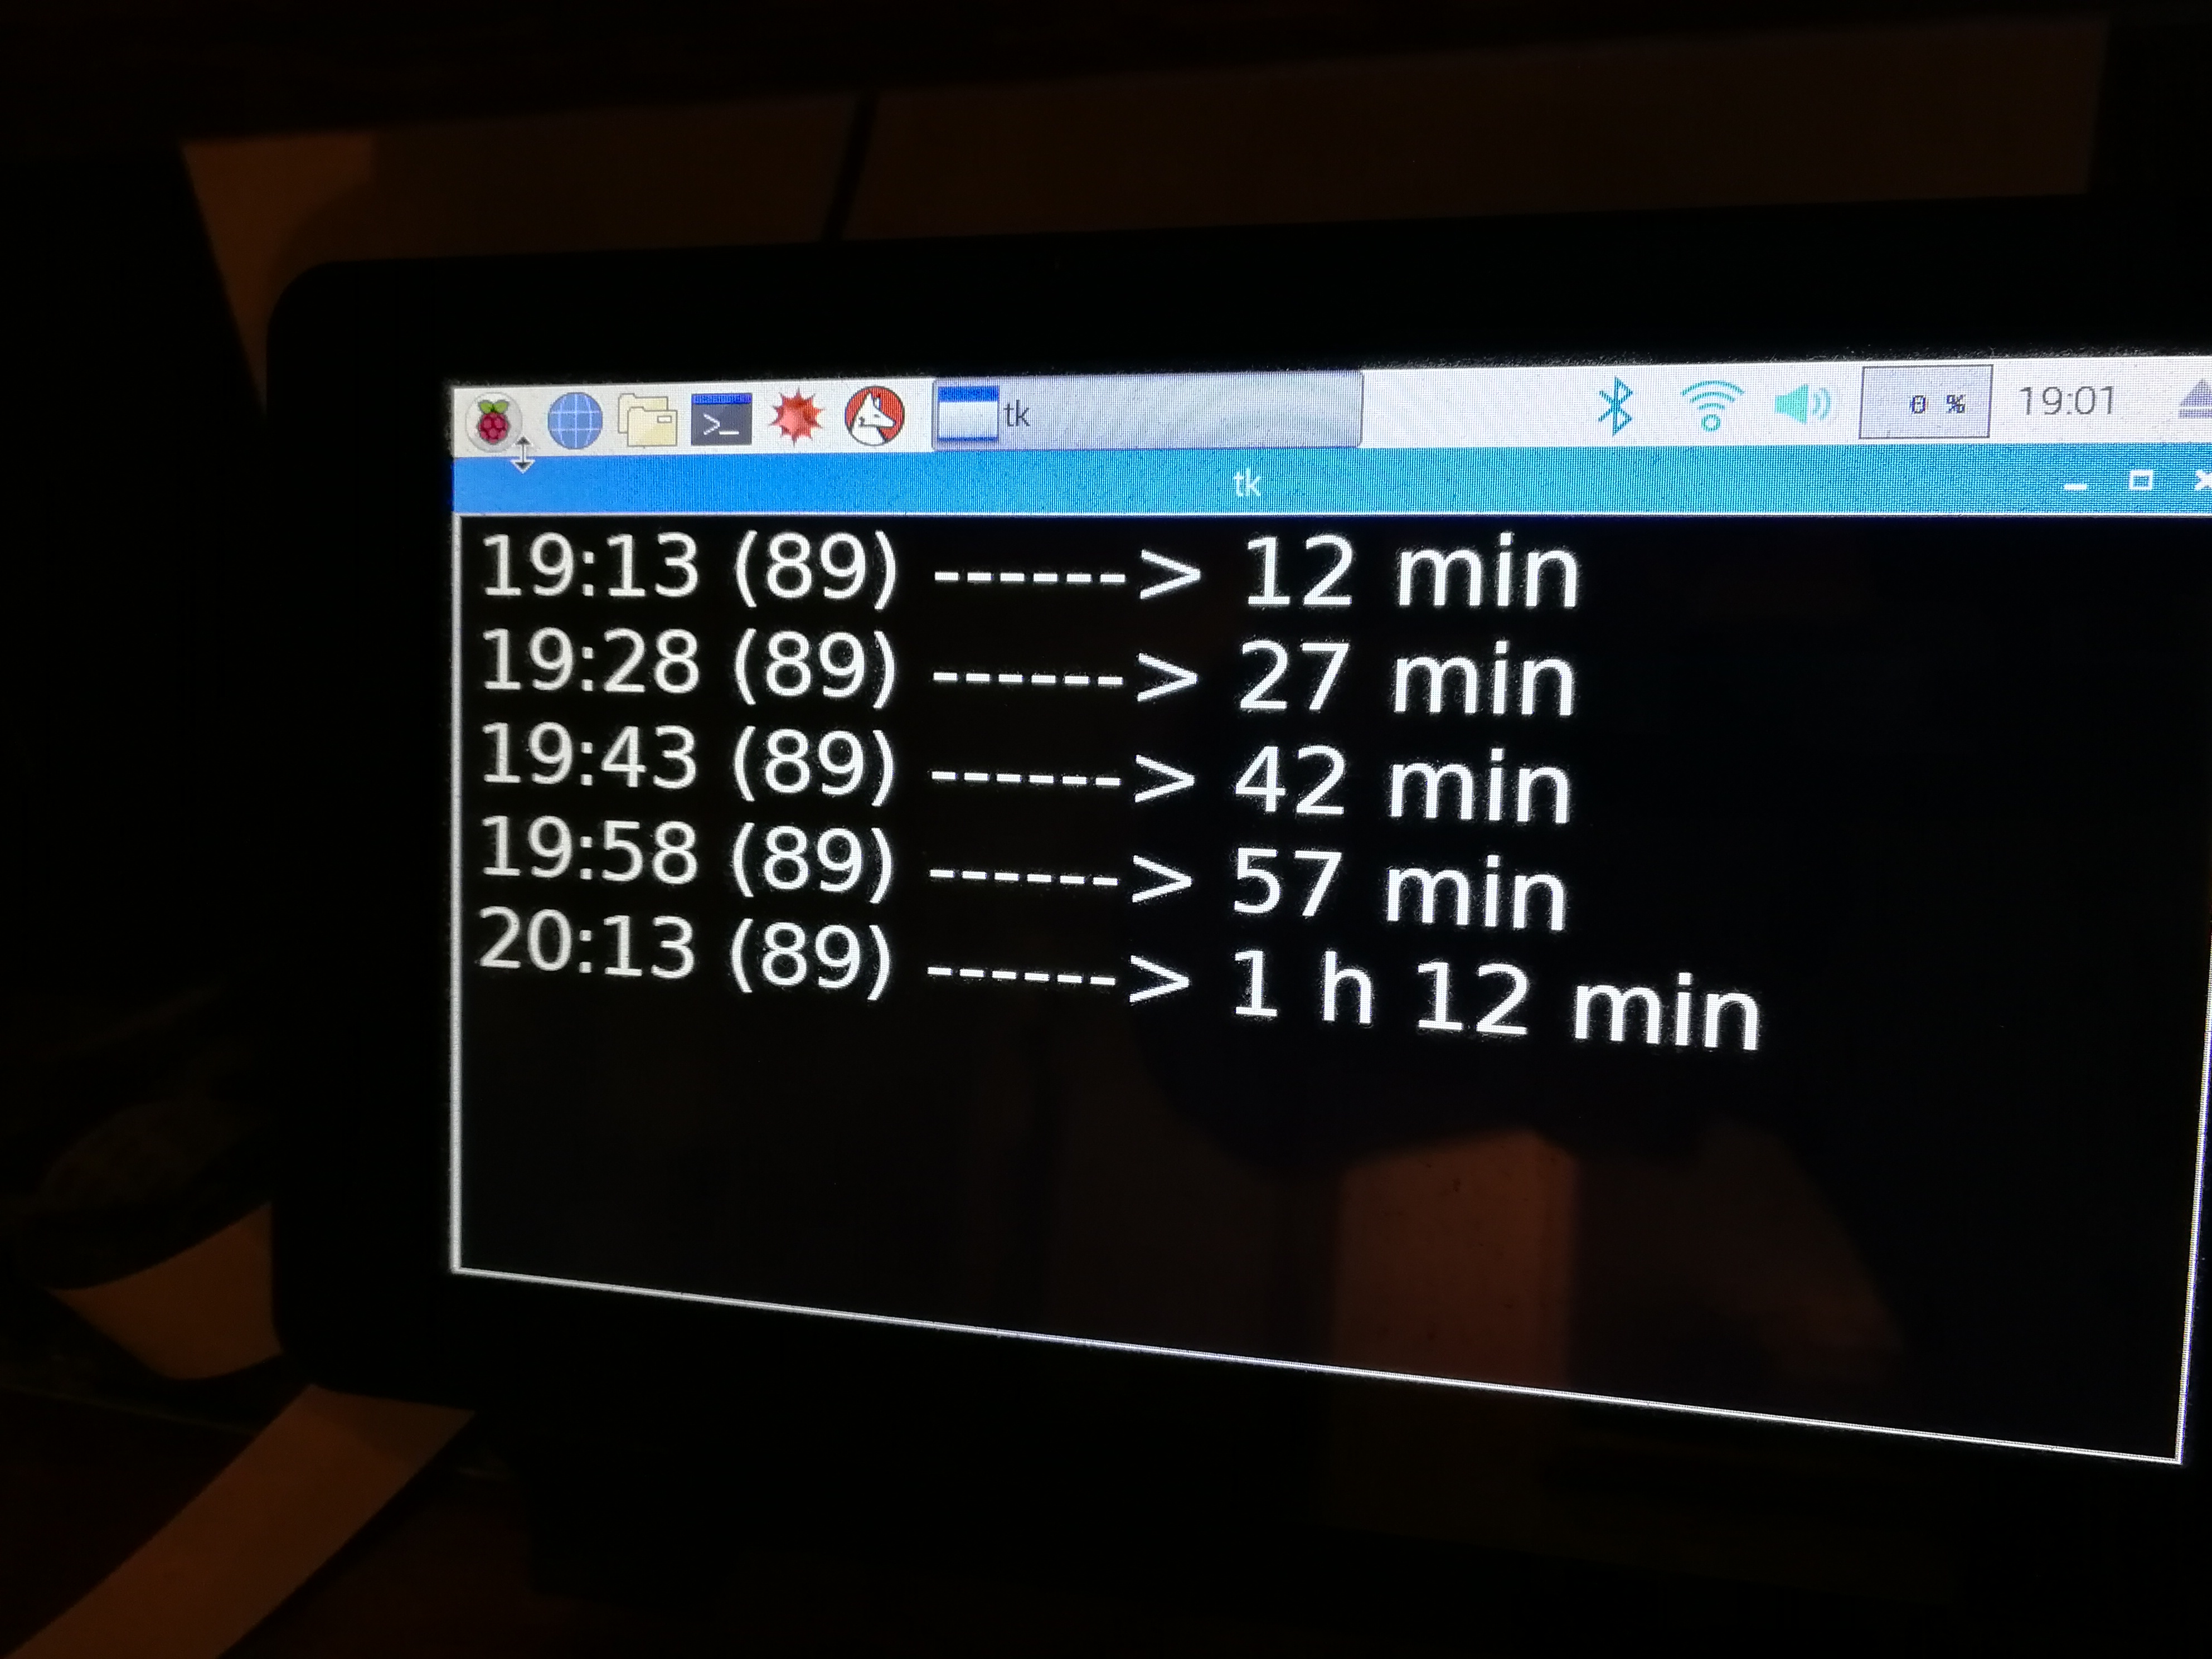 tk 0 % 19:01
tk
19:13 (89) ------> 12 min
19:28 (89) ------> 27 min
19:43 (89) ------> 42 min
19:58 (89) ------> 57 min
20:13 (89) ------> 1 h 12 min